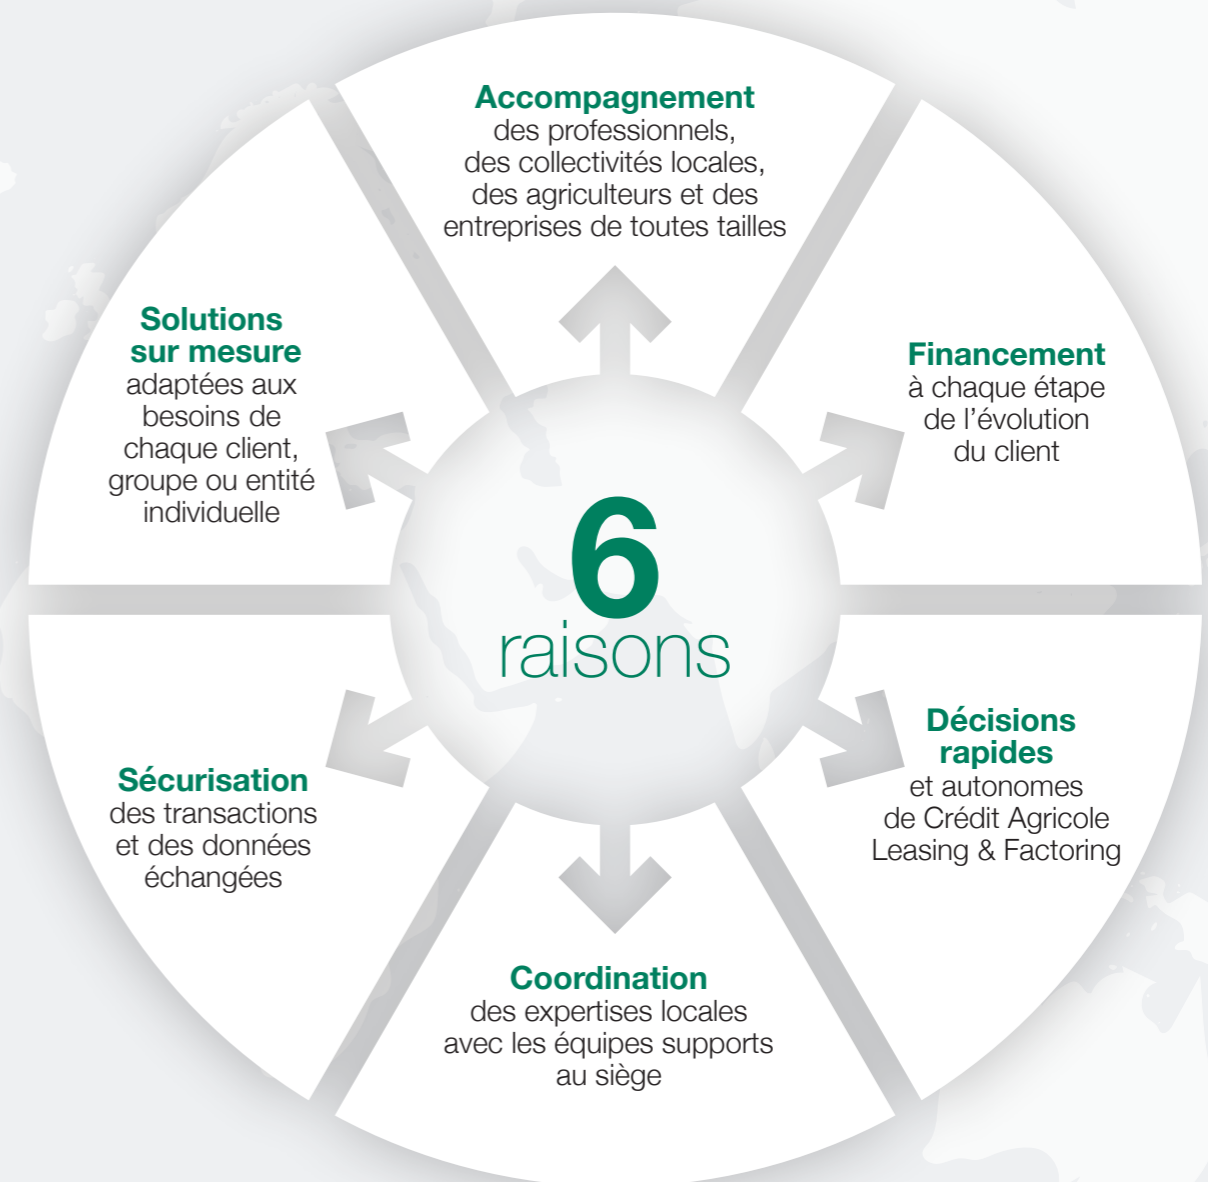 Accompagnement
des professionnels,
des collectivités locales,
des agriculteurs et des
entreprises de toutes tailles
Financement
à chaque étape
de l’évolution
du client
Décisions
rapides
et autonomes
de Crédit Agricole
Leasing & Factoring
Coordination
des expertises locales
avec les équipes supports
au siège
Sécurisation
des transactions
et des données
échangées
Solutions
sur mesure
adaptées aux
besoins de
chaque client,
groupe ou entité
individuelle
6
raisons